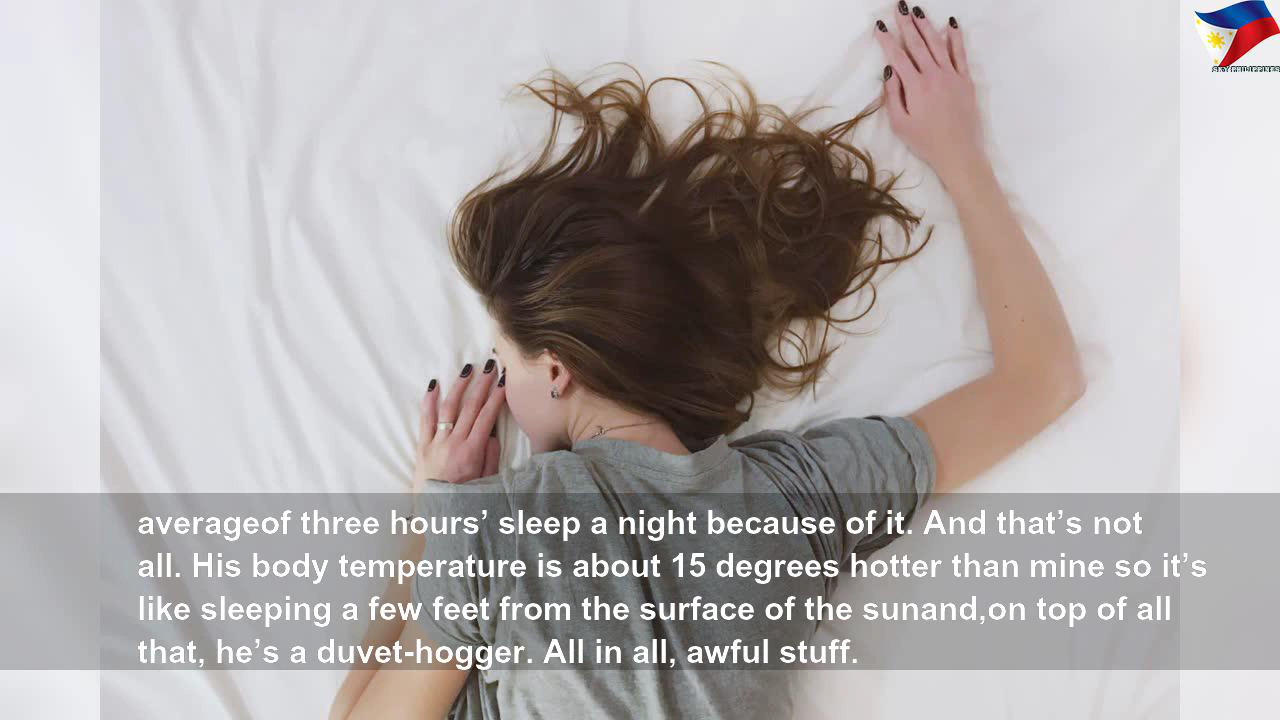 SKY PHILIPPINES
averageof three hours’ sleep a night because of it. And that’s not
all. His body temperature is about 15 degrees hotter than mine so it’s
like sleeping a few feet from the surface of the sunand,on top of all
that, he’s a duvet-hogger. All in all, awful stuff.